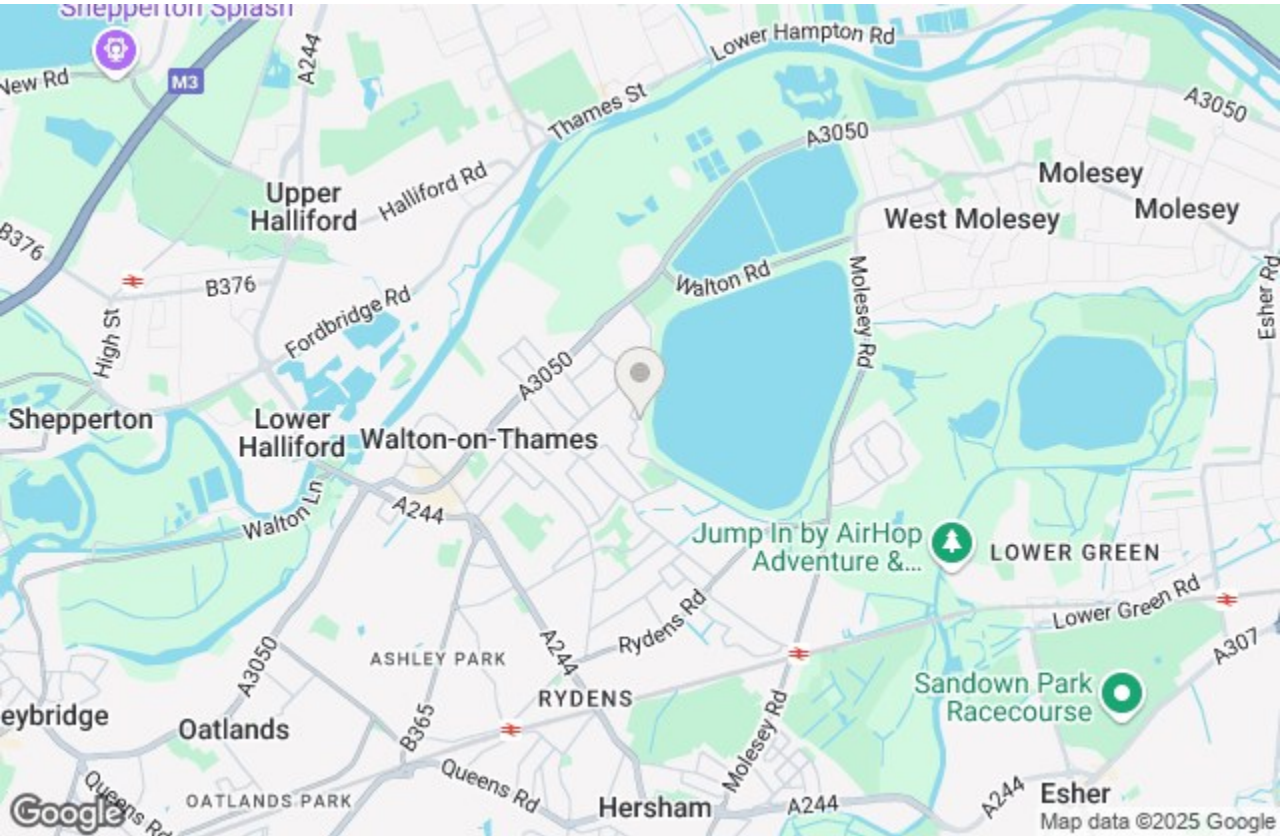 Shepperton Splash
New Rd
M3
A244
Lower Hampton Rd
Thames St
A3050
A3050
Molesey
Molesey
West Molesey
Upper
Halliford
Halliford Rd
B376
B376
Walton Rd
Molesey Rd
Esher Rd
High St
Fordbridge Rd
A3050
Shepperton
Lower
Halliford
Walton-on-Thames
Walton Ln
A244
Jump In by AirHop
Adventure &...
LOWER GREEN
Lower Green Rd
Rydens Rd
A307
A3050
ASHLEY PARK
A244
RYDENS
Sandown Park
Racecourse
eybridge
Oatlands
B365
Molesey Rd
Queens Rd
Queens Rd
OATLANDS PARK
Hersham
A244
A244
Esher
Google
Map data ©2025 Google